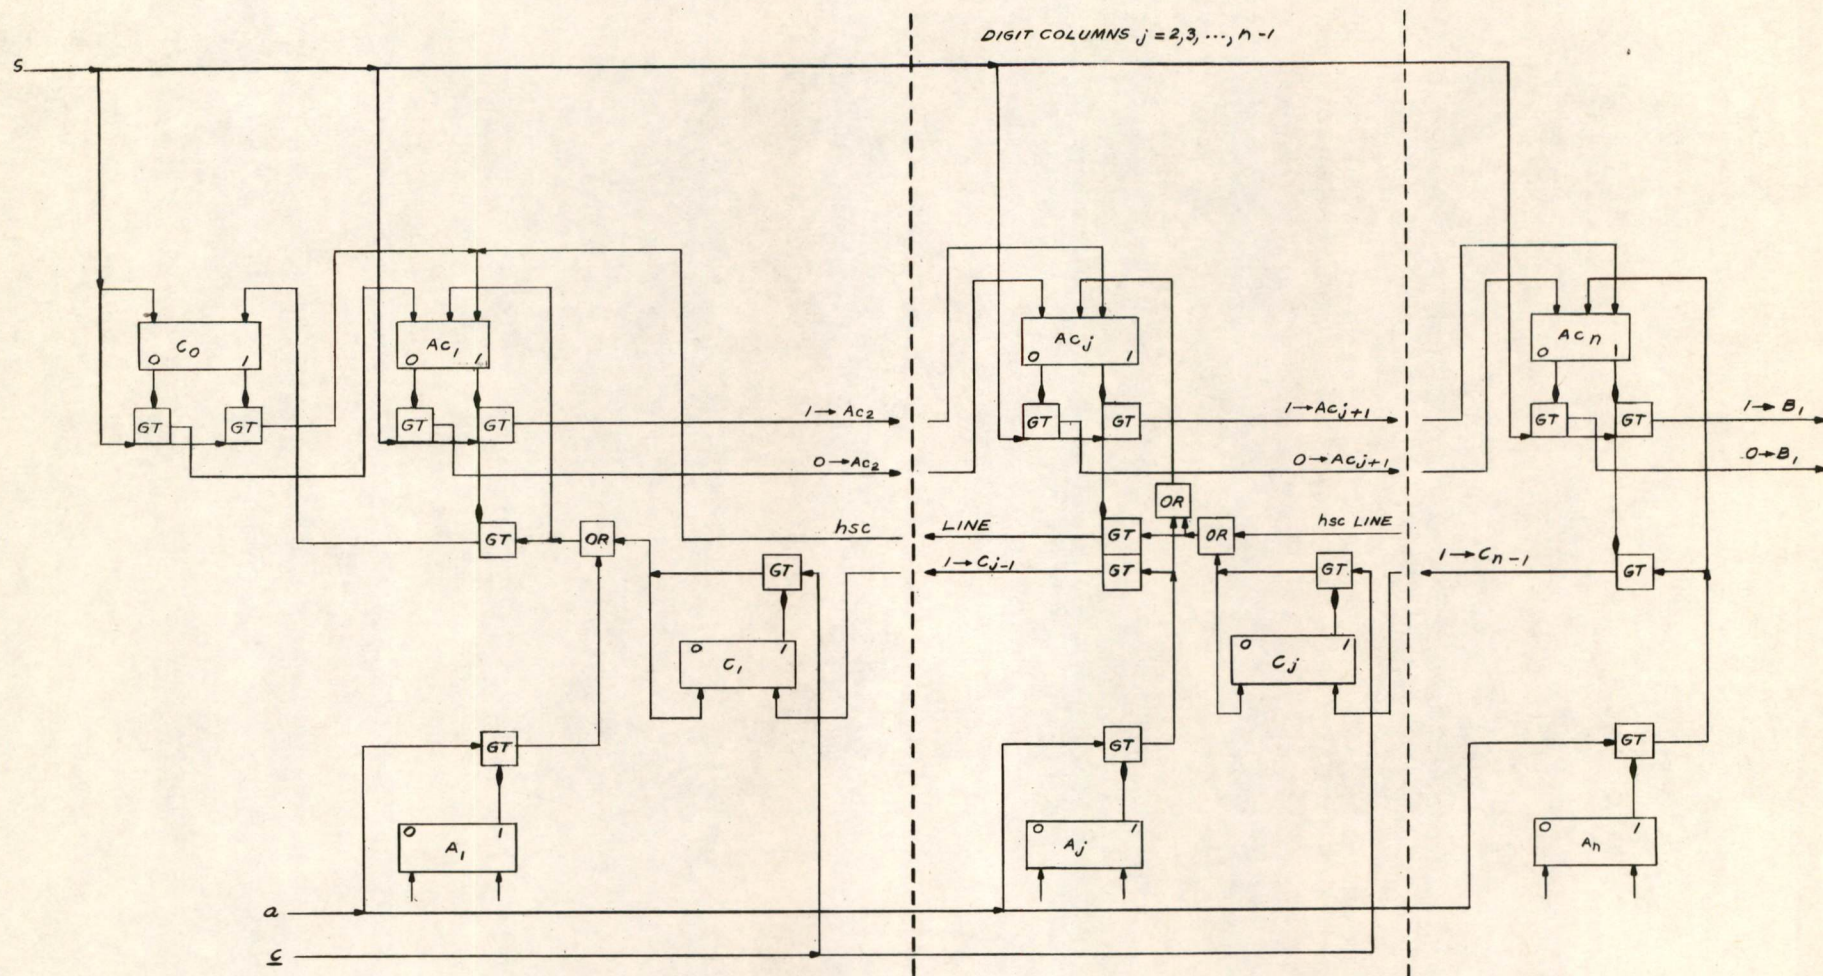 DIGIT COLUMNS j = 2,3, ..., n-1
S
C₀
0 1
AC₁
0 1
AC j
0 1
AC n
0 1
GT GT GT GT GT GT GT GT
1→AC₂
1→ACj+1
1→B₁
0→AC₂
0→ACj+1
0→B₁
OR
GT OR hsc LINE GT OR hsc LINE
GT 1→Cj-1 GT GT 1→Cn-1 GT
0 1
C₁
0 1
Cj
GT GT GT
0 1
A₁
0 1
Aj
0 1
An
a
c